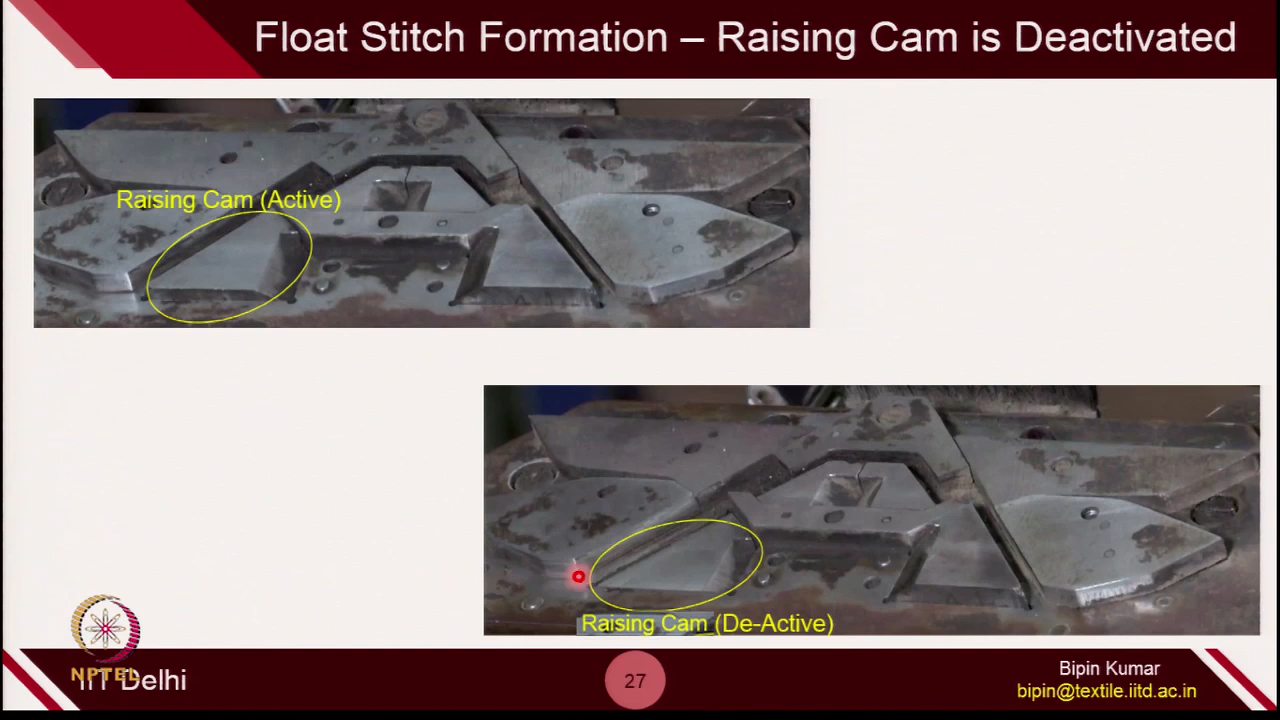 Float Stitch Formation – Raising Cam is Deactivated
Raising Cam (Active)
Raising Cam (De-Active)
NPTEL
IIT Delhi
27
Bipin Kumar
bipin@textile.iitd.ac.in